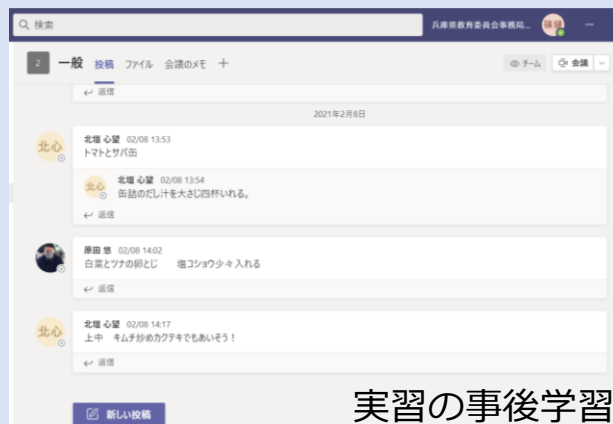 検索
兵庫県教育委員会事務局...
2 一般 投稿 ファイル 会議のメモ +
チーム 会議
返信
2021年2月8日
北心 北垣 心望 02/08 13:53
トマトとサバ缶
北心 北垣 心望 02/08 13:54
缶詰のだし汁を大さじ四杯いれる。
返信
原田 悠 02/08 14:02
白菜とツナの卵とじ 塩コショウ少々入れる
返信
北心 北垣 心望 02/08 14:17
上中 キムチ炒めカクテキでもあいそう!
返信
新しい投稿
実習の事後学習